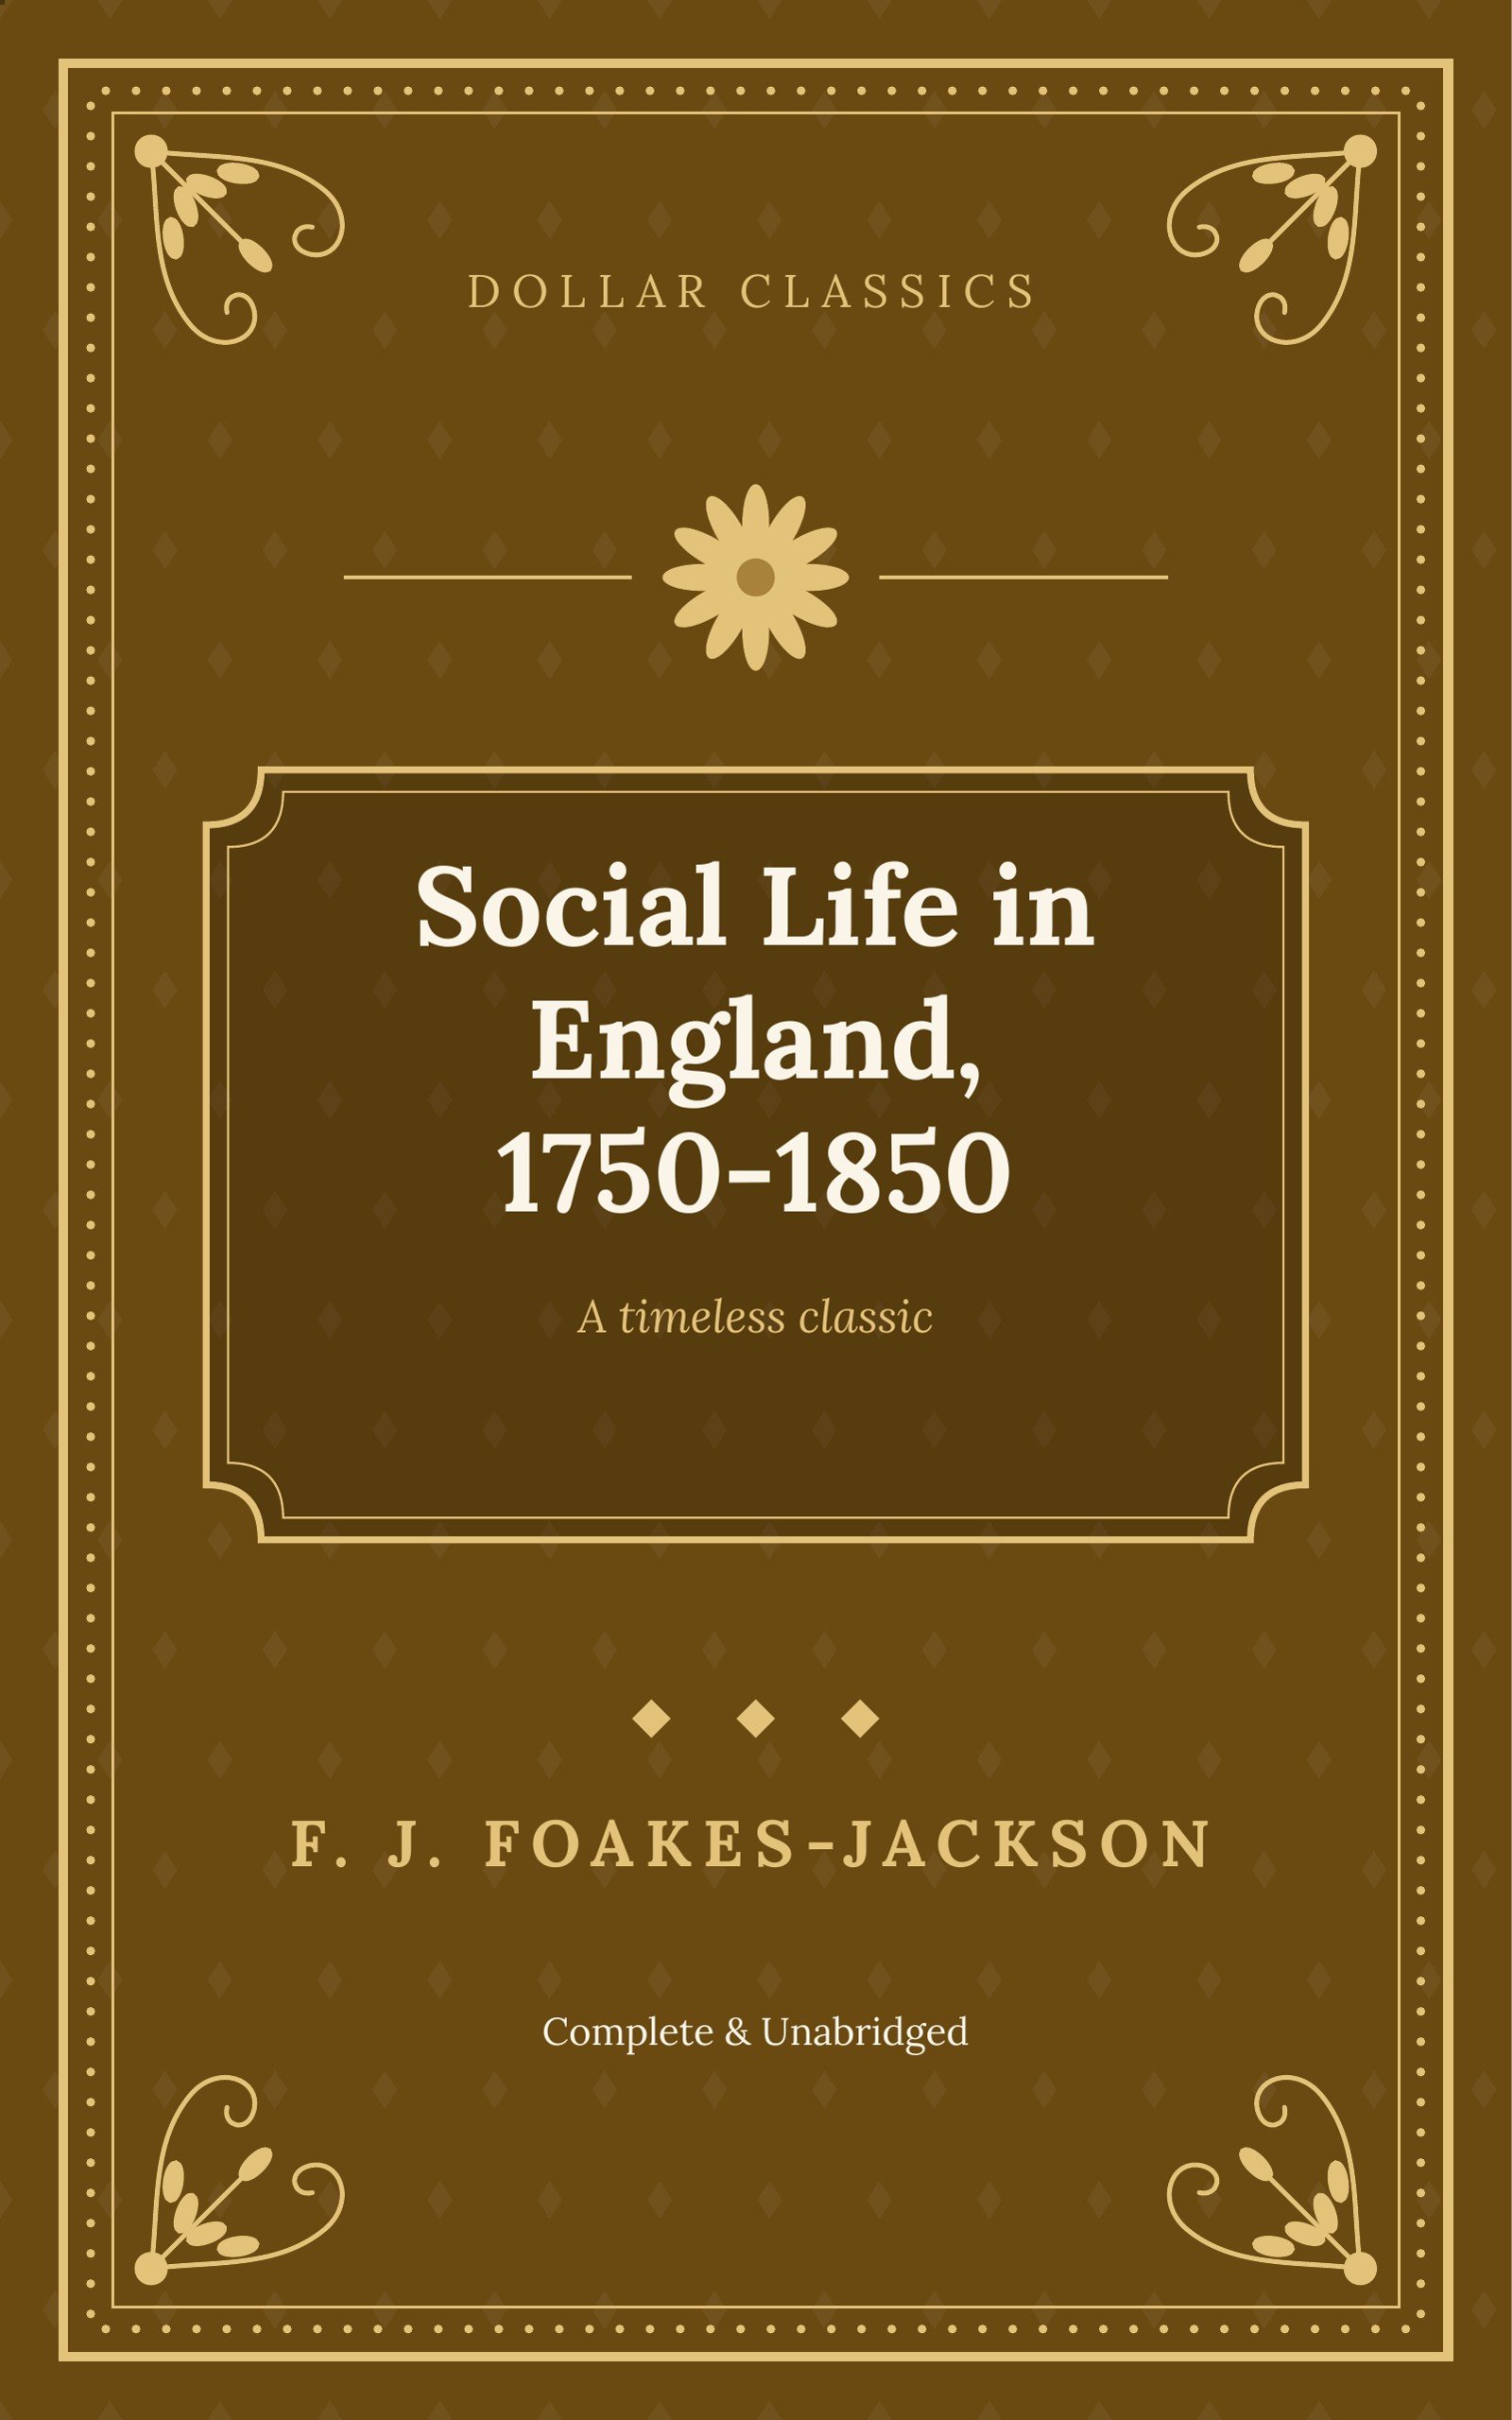 DOLLAR CLASSICS
Social Life in
England,
1750-1850
A timeless classic
F. J. FOAKES-JACKSON
Complete & Unabridged